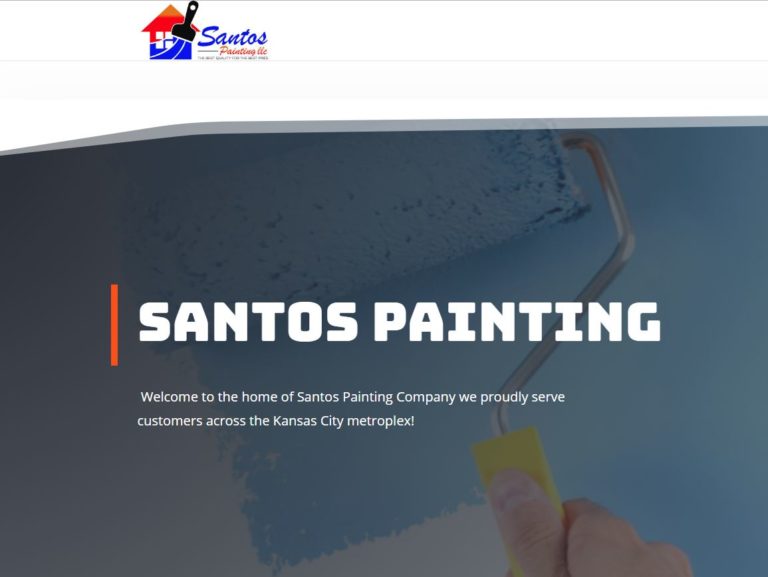 Santos
Painting llc
THE BEST QUALITY FOR THE BEST PRICE
SANTOS PAINTING
Welcome to the home of Santos Painting Company we proudly serve
customers across the Kansas City metroplex!